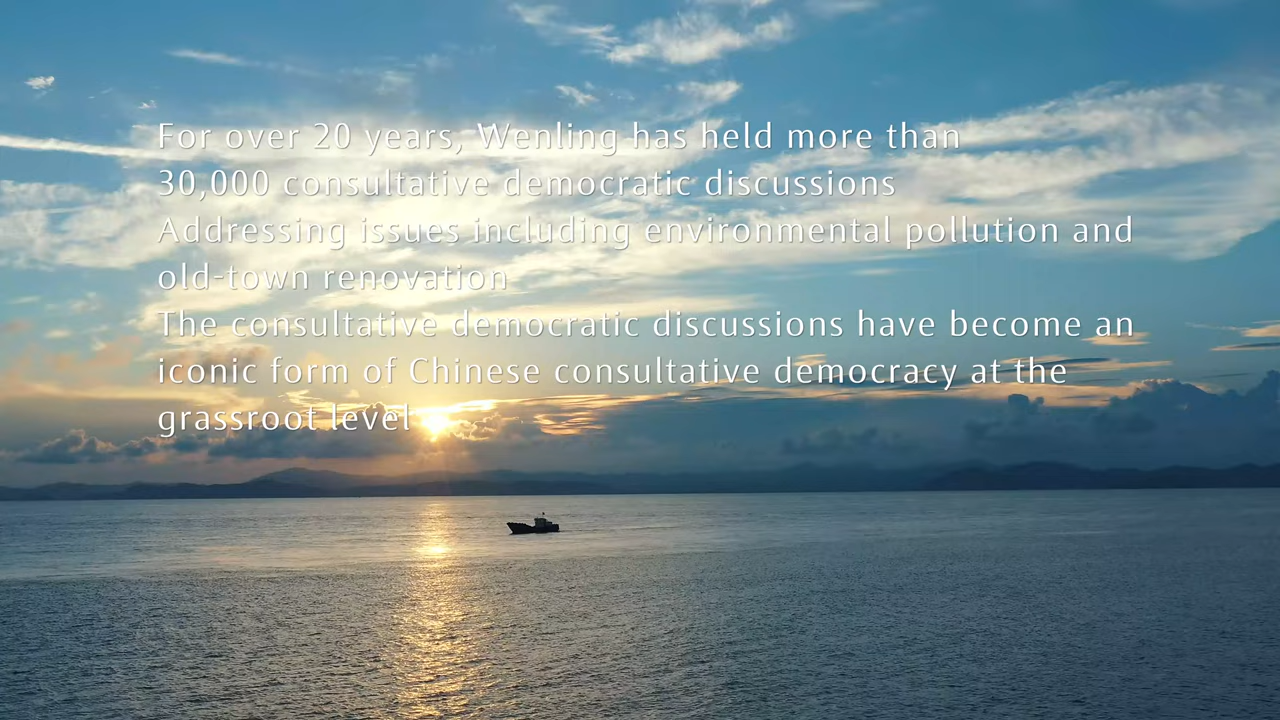 For over 20 years, Wenling has held more than
30,000 consultative democratic discussions
Addressing issues including environmental pollution and
old-town renovation
The consultative democratic discussions have become an
iconic form of Chinese consultative democracy at the
grassroot level